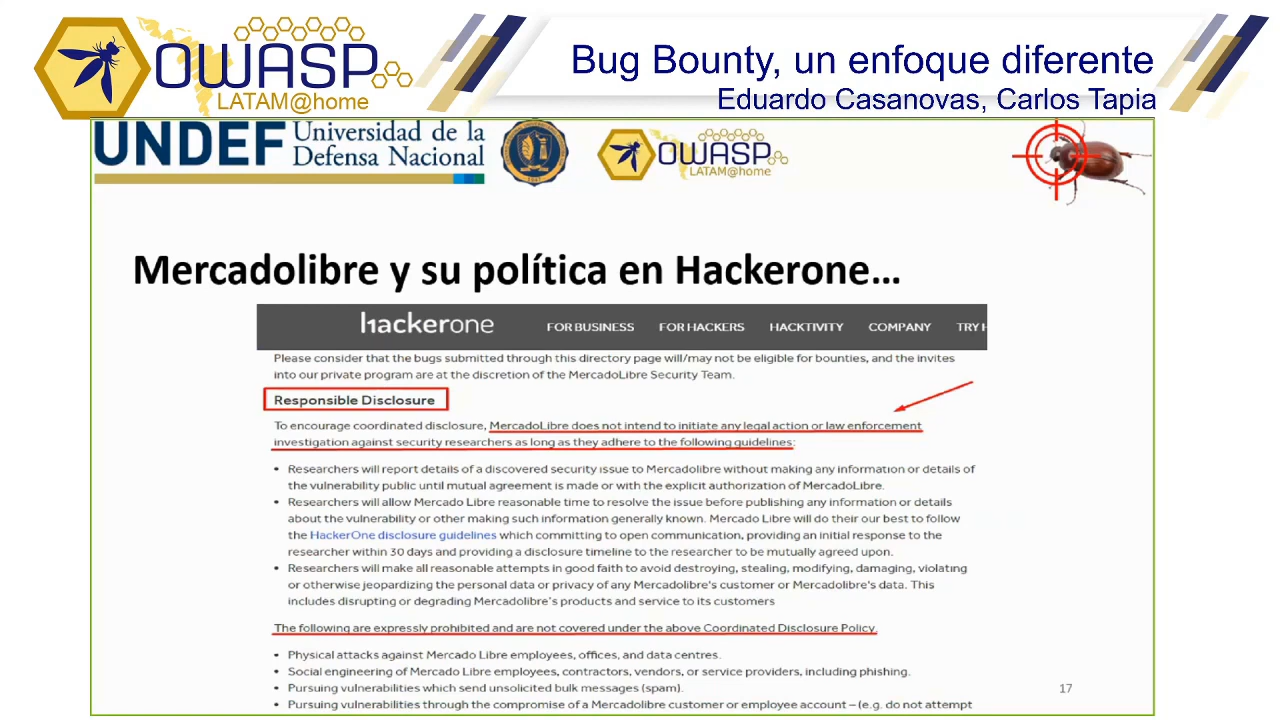 OWASP
LATAM@home
Bug Bounty, un enfoque diferente
Eduardo Casanovas, Carlos Tapia
UNDEF
Universidad de la
Defensa Nacional
OWASP
LATAM@home
Mercadolibre y su política en Hackerone...
hackerone FOR BUSINESS FOR HACKERS HACKTIVITY COMPANY TRY
Please consider that the bugs submitted through this directory page will/may not be eligible for bounties, and the invites
into our private program are at the discretion of the MercadoLibre Security Team.
Responsible Disclosure
To encourage coordinated disclosure, MercadoLibre does not intend to initiate any legal action or law enforcement
investigation against security researchers as long as they adhere to the following guidelines:
• Researchers will report details of a discovered security issue to Mercadolibre without making any information or details of
the vulnerability public until mutual agreement is made or with the explicit authorization of MercadoLibre.
• Researchers will allow Mercado Libre reasonable time to resolve the issue before publishing any information or details
about the vulnerability or other making such information generally known. Mercado Libre will do their our best to follow
the HackerOne disclosure guidelines which committing to open communication, providing an initial response to the
researcher within 30 days and providing a disclosure timeline to the researcher to be mutually agreed upon.
• Researchers will make all reasonable attempts in good faith to avoid destroying, stealing, modifying, damaging, violating
or otherwise jeopardizing the personal data or privacy of any Mercadolibre's customer or Mercadolibre's data. This
includes disrupting or degrading Mercadolibre's products and service to its customers
The following are expressly prohibited and are not covered under the above Coordinated Disclosure Policy.
• Physical attacks against Mercado Libre employees, offices, and data centres.
• Social engineering of Mercado Libre employees, contractors, vendors, or service providers, including phishing.
• Pursuing vulnerabilities which send unsolicited bulk messages (spam).
• Pursuing vulnerabilities through the compromise of a Mercadolibre customer or employee account – (e.g. do not attempt
17